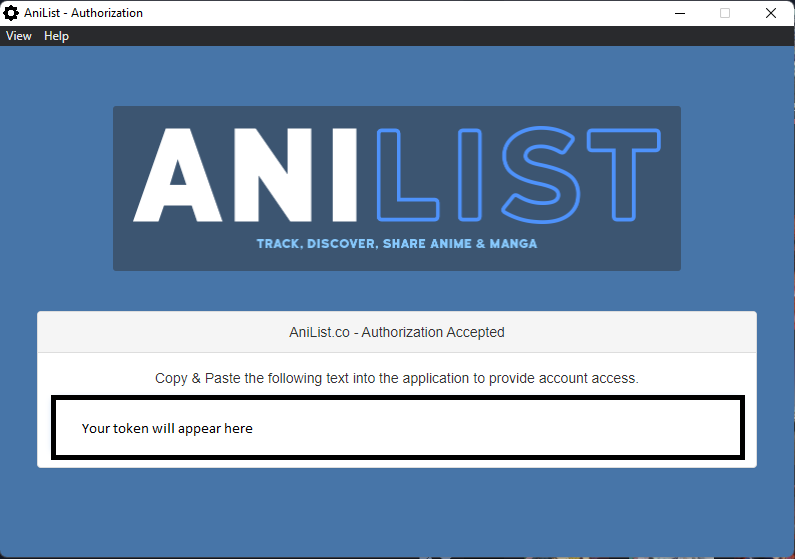 AniList - Authorization
View Help
ANILIST
TRACK, DISCOVER, SHARE ANIME & MANGA
AniList.co - Authorization Accepted
Copy & Paste the following text into the application to provide account access.
Your token will appear here